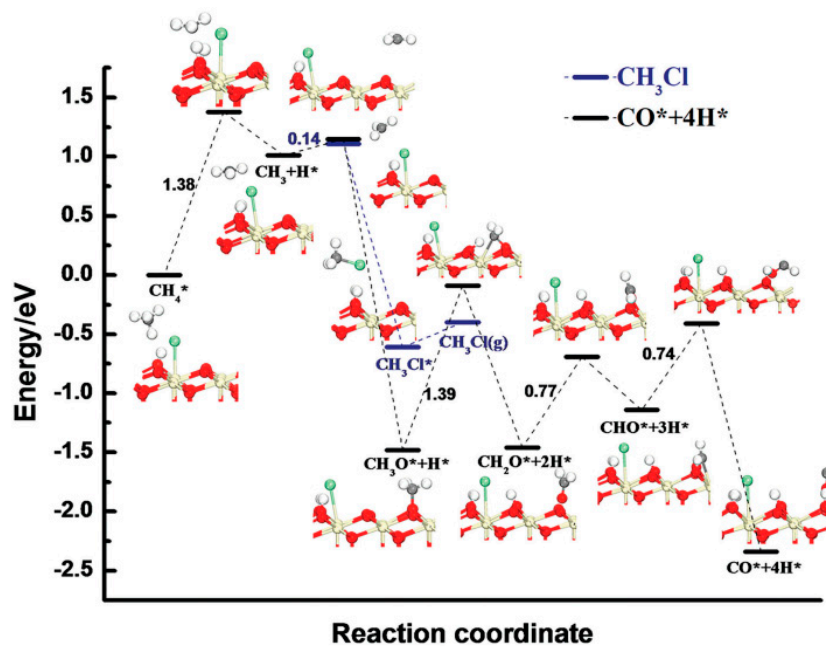 CH₃Cl
CO*+4H*
1.5
1.0
0.5
0.0
-0.5
-1.0
-1.5
-2.0
-2.5
Energy/eV
1.38
CH₄*
CH₃+H*
0.14
CH₃Cl*
CH₃Cl(g)
1.39
CH₃O*+H*
CH₂O*+2H*
0.77
CHO*+3H*
0.74
CO*+4H*
Reaction coordinate